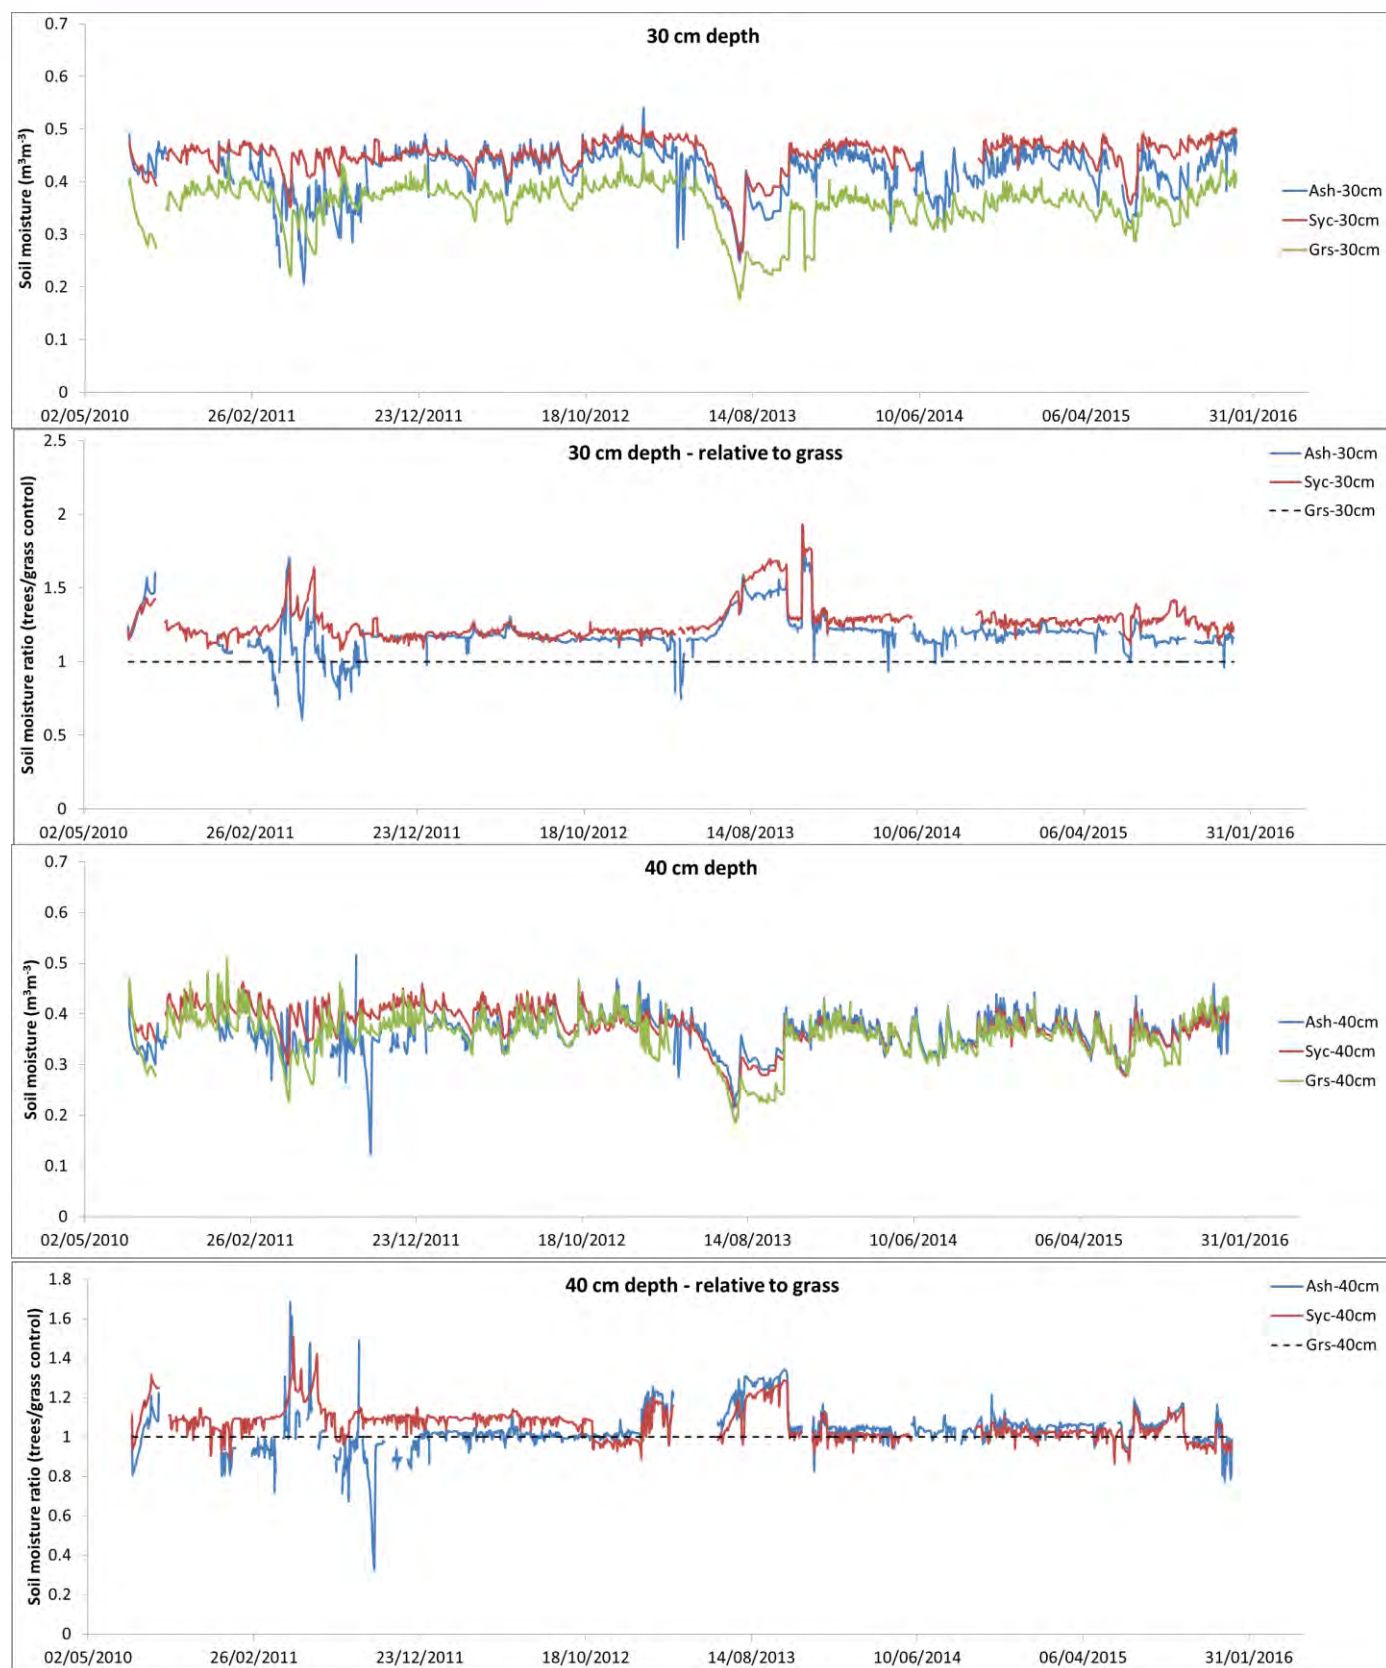 30 cm depth
Soil moisture (m³m⁻³)
0.7
0.6
0.5
0.4
0.3
0.2
0.1
0
Ash-30cm
Syc-30cm
Grs-30cm
02/05/2010 26/02/2011 23/12/2011 18/10/2012 14/08/2013 10/06/2014 06/04/2015 31/01/2016
30 cm depth - relative to grass
Soil moisture ratio (trees/grass control)
2.5
2
1.5
1
0.5
0
Ash-30cm
Syc-30cm
Grs-30cm
02/05/2010 26/02/2011 23/12/2011 18/10/2012 14/08/2013 10/06/2014 06/04/2015 31/01/2016
40 cm depth
Soil moisture (m³m⁻³)
0.7
0.6
0.5
0.4
0.3
0.2
0.1
0
Ash-40cm
Syc-40cm
Grs-40cm
02/05/2010 26/02/2011 23/12/2011 18/10/2012 14/08/2013 10/06/2014 06/04/2015 31/01/2016
40 cm depth - relative to grass
Soil moisture ratio (trees/grass control)
1.8
1.6
1.4
1.2
1
0.8
0.6
0.4
0.2
0
Ash-40cm
Syc-40cm
Grs-40cm
02/05/2010 26/02/2011 23/12/2011 18/10/2012 14/08/2013 10/06/2014 06/04/2015 31/01/2016